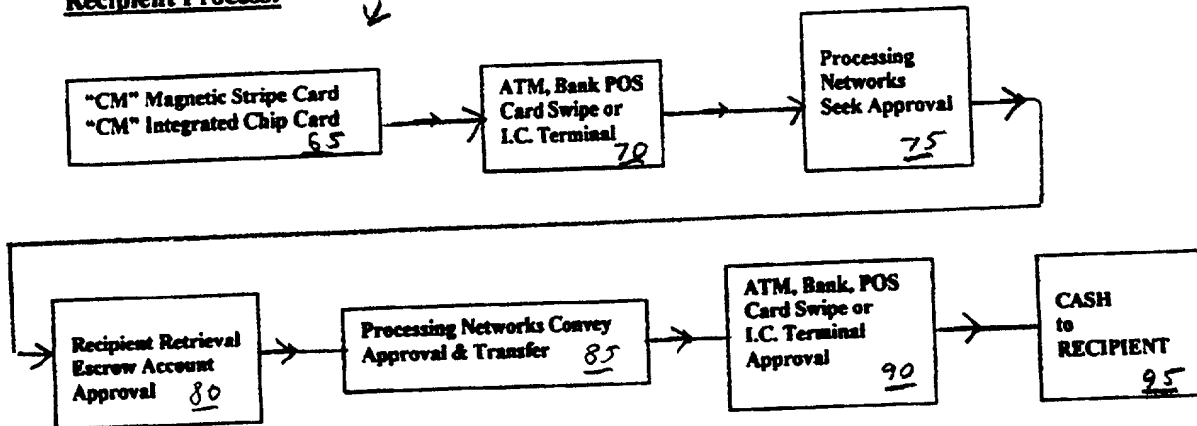 Recipient Process:
"CM" Magnetic Stripe Card
"CM" Integrated Chip Card
65
ATM, Bank POS
Card Swipe or
I.C. Terminal
70
Processing
Networks
Seek Approval
75
Recipient Retrieval
Escrow Account
Approval 80
Processing Networks Convey
Approval & Transfer 85
ATM, Bank, POS
Card Swipe or
I.C. Terminal
Approval
90
CASH
to
RECIPIENT
95